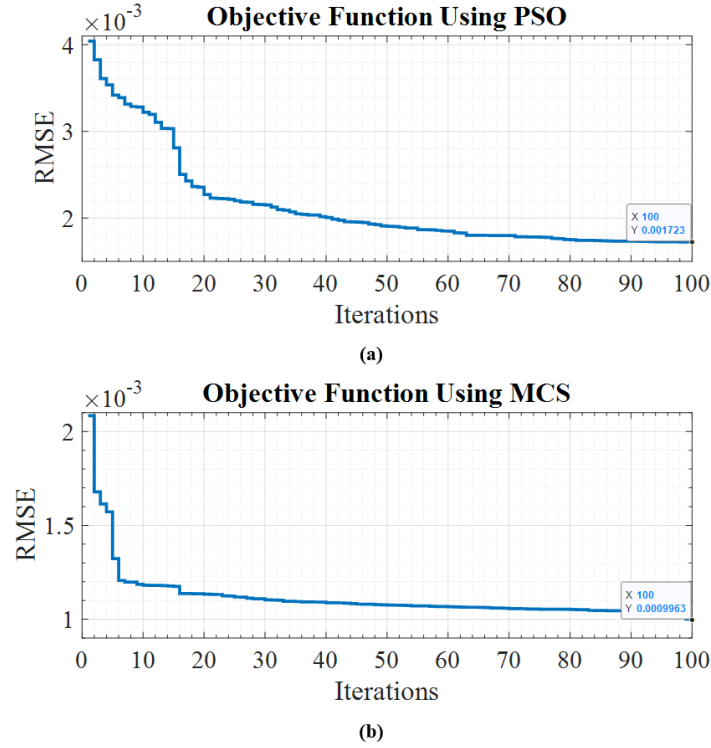 Objective Function Using PSO
×10⁻³
4
3
2
RMSE
X 100
Y 0.001723
0 10 20 30 40 50 60 70 80 90 100
Iterations
(a)
Objective Function Using MCS
×10⁻³
2
1.5
1
RMSE
X 100
Y 0.0009963
0 10 20 30 40 50 60 70 80 90 100
Iterations
(b)